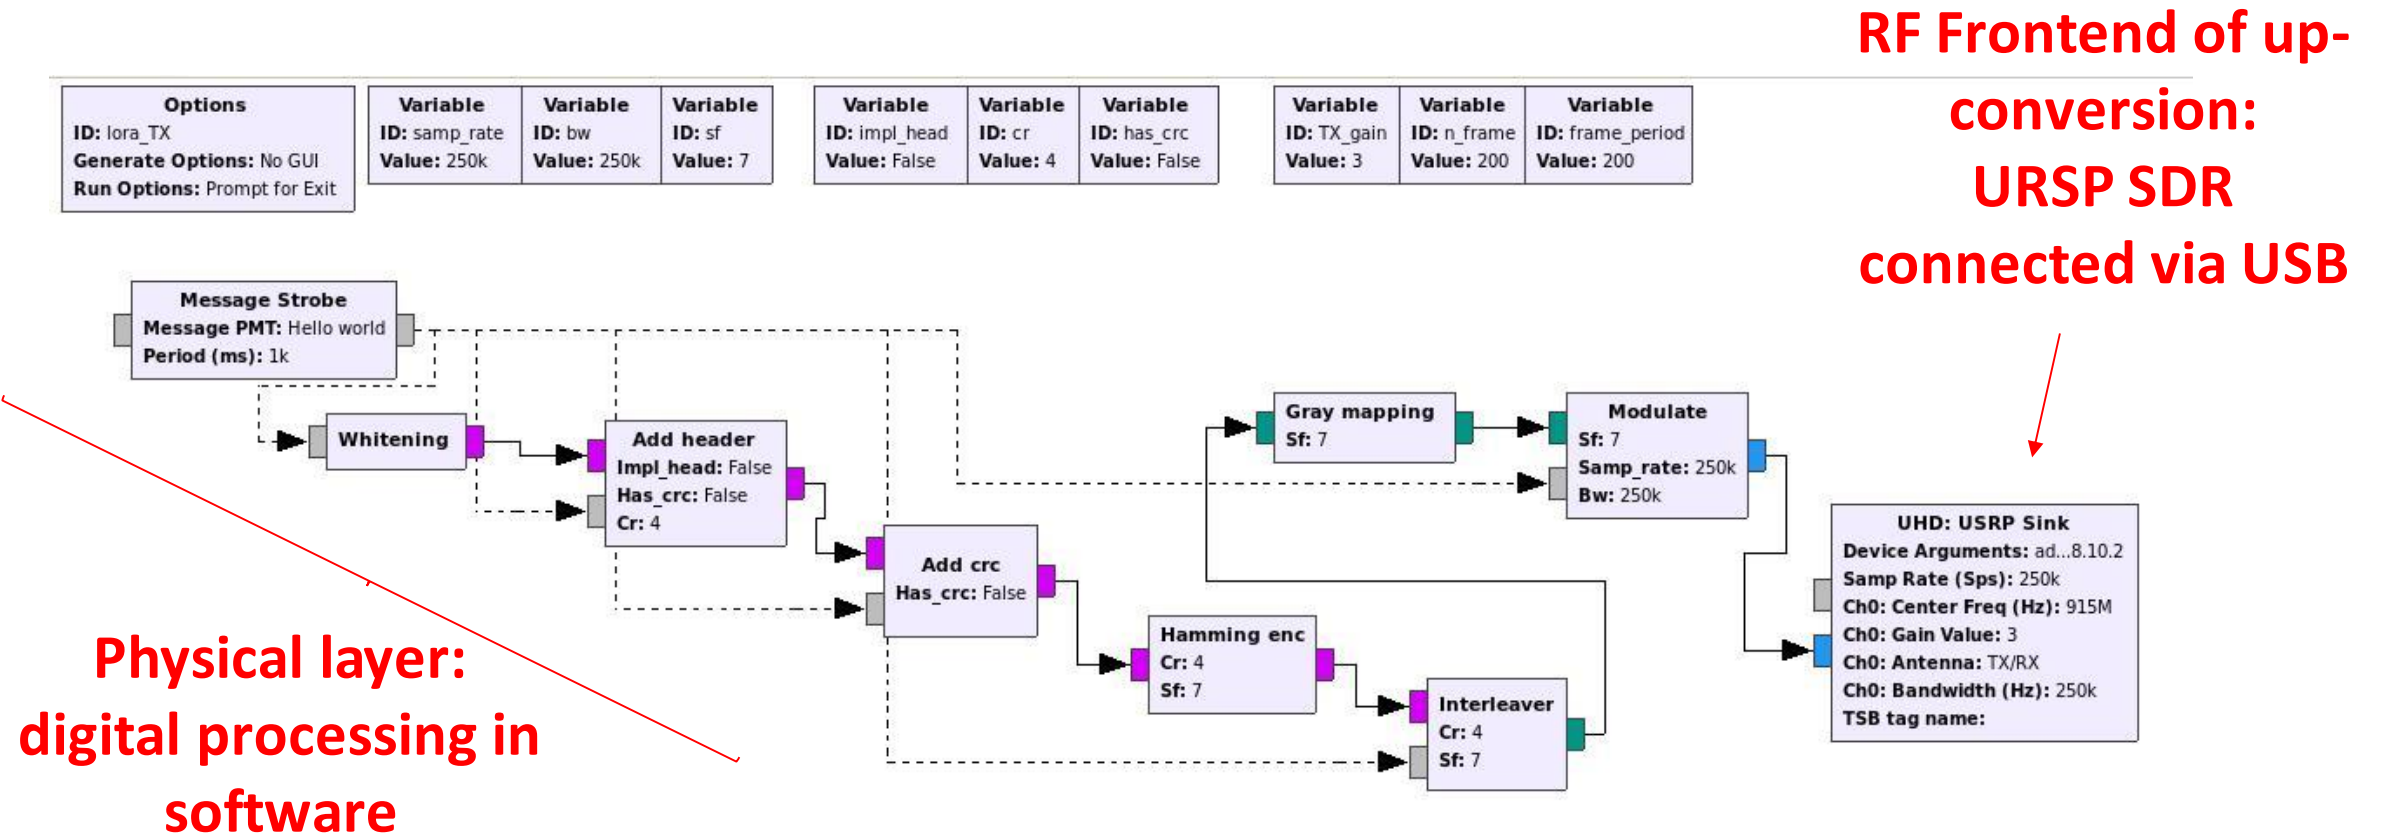 RF Frontend of up-
conversion:
URSP SDR
connected via USB
Options
ID: lora_TX
Generate Options: No GUI
Run Options: Prompt for Exit
Variable
ID: samp_rate
Value: 250k
Variable
ID: bw
Value: 250k
Variable
ID: sf
Value: 7
Variable
ID: impl_head
Value: False
Variable
ID: cr
Value: 4
Variable
ID: has_crc
Value: False
Variable
ID: TX_gain
Value: 3
Variable
ID: n_frame
Value: 200
Variable
ID: frame_period
Value: 200
Message Strobe
Message PMT: Hello world
Period (ms): 1k
Whitening
Add header
Impl_head: False
Has_crc: False
Cr: 4
Add crc
Has_crc: False
Hamming enc
Cr: 4
Sf: 7
Interleaver
Cr: 4
Sf: 7
Gray mapping
Sf: 7
Modulate
Sf: 7
Samp_rate: 250k
Bw: 250k
UHD: USRP Sink
Device Arguments: ad...8.10.2
Samp Rate (Sps): 250k
Ch0: Center Freq (Hz): 915M
Ch0: Gain Value: 3
Ch0: Antenna: TX/RX
Ch0: Bandwidth (Hz): 250k
TSB tag name:
Physical layer:
digital processing in
software